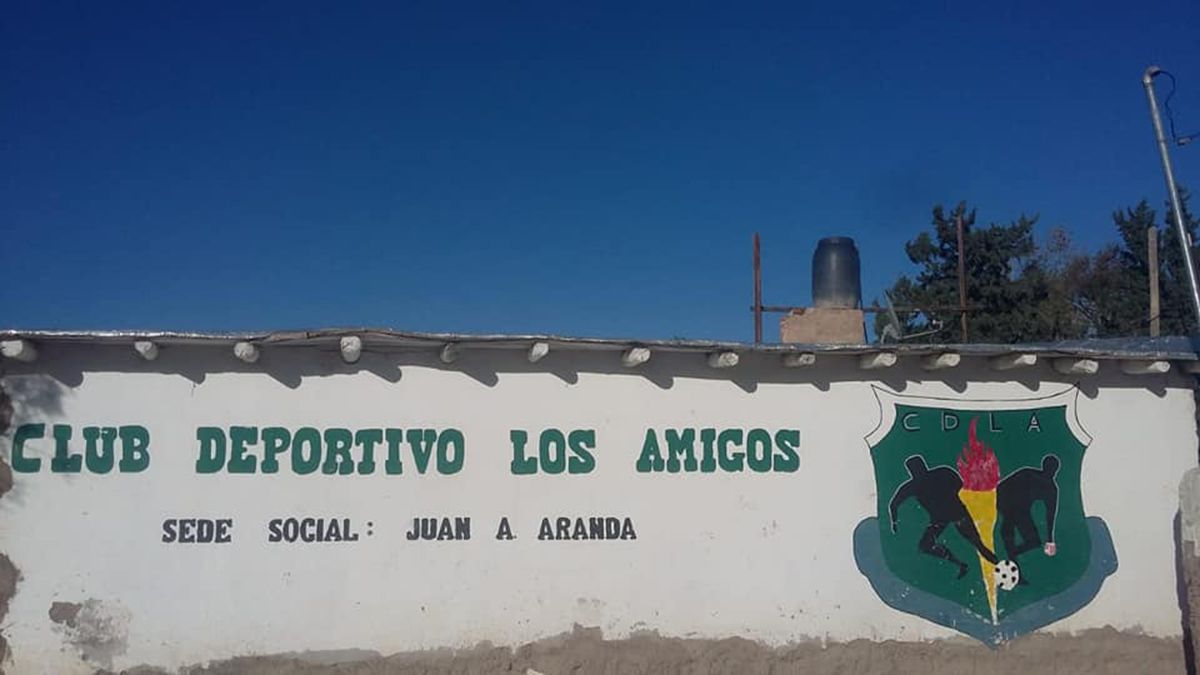 CLUB DEPORTIVO LOS AMIGOS
SEDE SOCIAL: JUAN A. ARANDA
CDLA